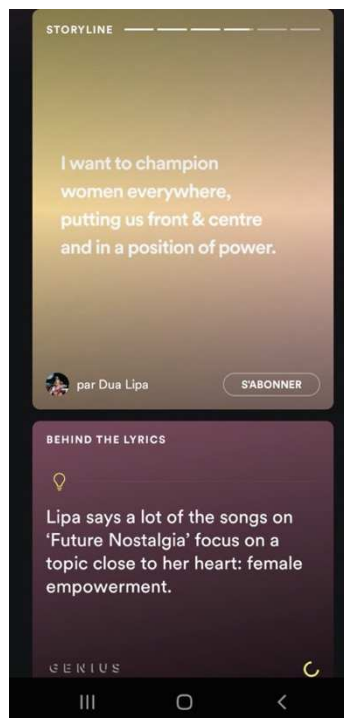 STORYLINE
I want to champion
women everywhere,
putting us front & centre
and in a position of power.
par Dua Lipa
S'ABONNER
BEHIND THE LYRICS
Lipa says a lot of the songs on
‘Future Nostalgia’ focus on a
topic close to her heart: female
empowerment.
GENIUS